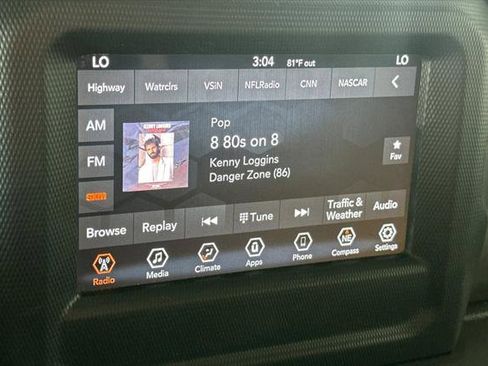 LO 3:04 81°F out LO
Highway Watrclrs VSiN NFLRadio CNN NASCAR
AM
Pop
8 80s on 8
FM
Kenny Loggins
Danger Zone (86)
Fav
Browse Replay Tune Traffic & Weather Audio
Radio Media Climate Apps Phone NE Compass Settings